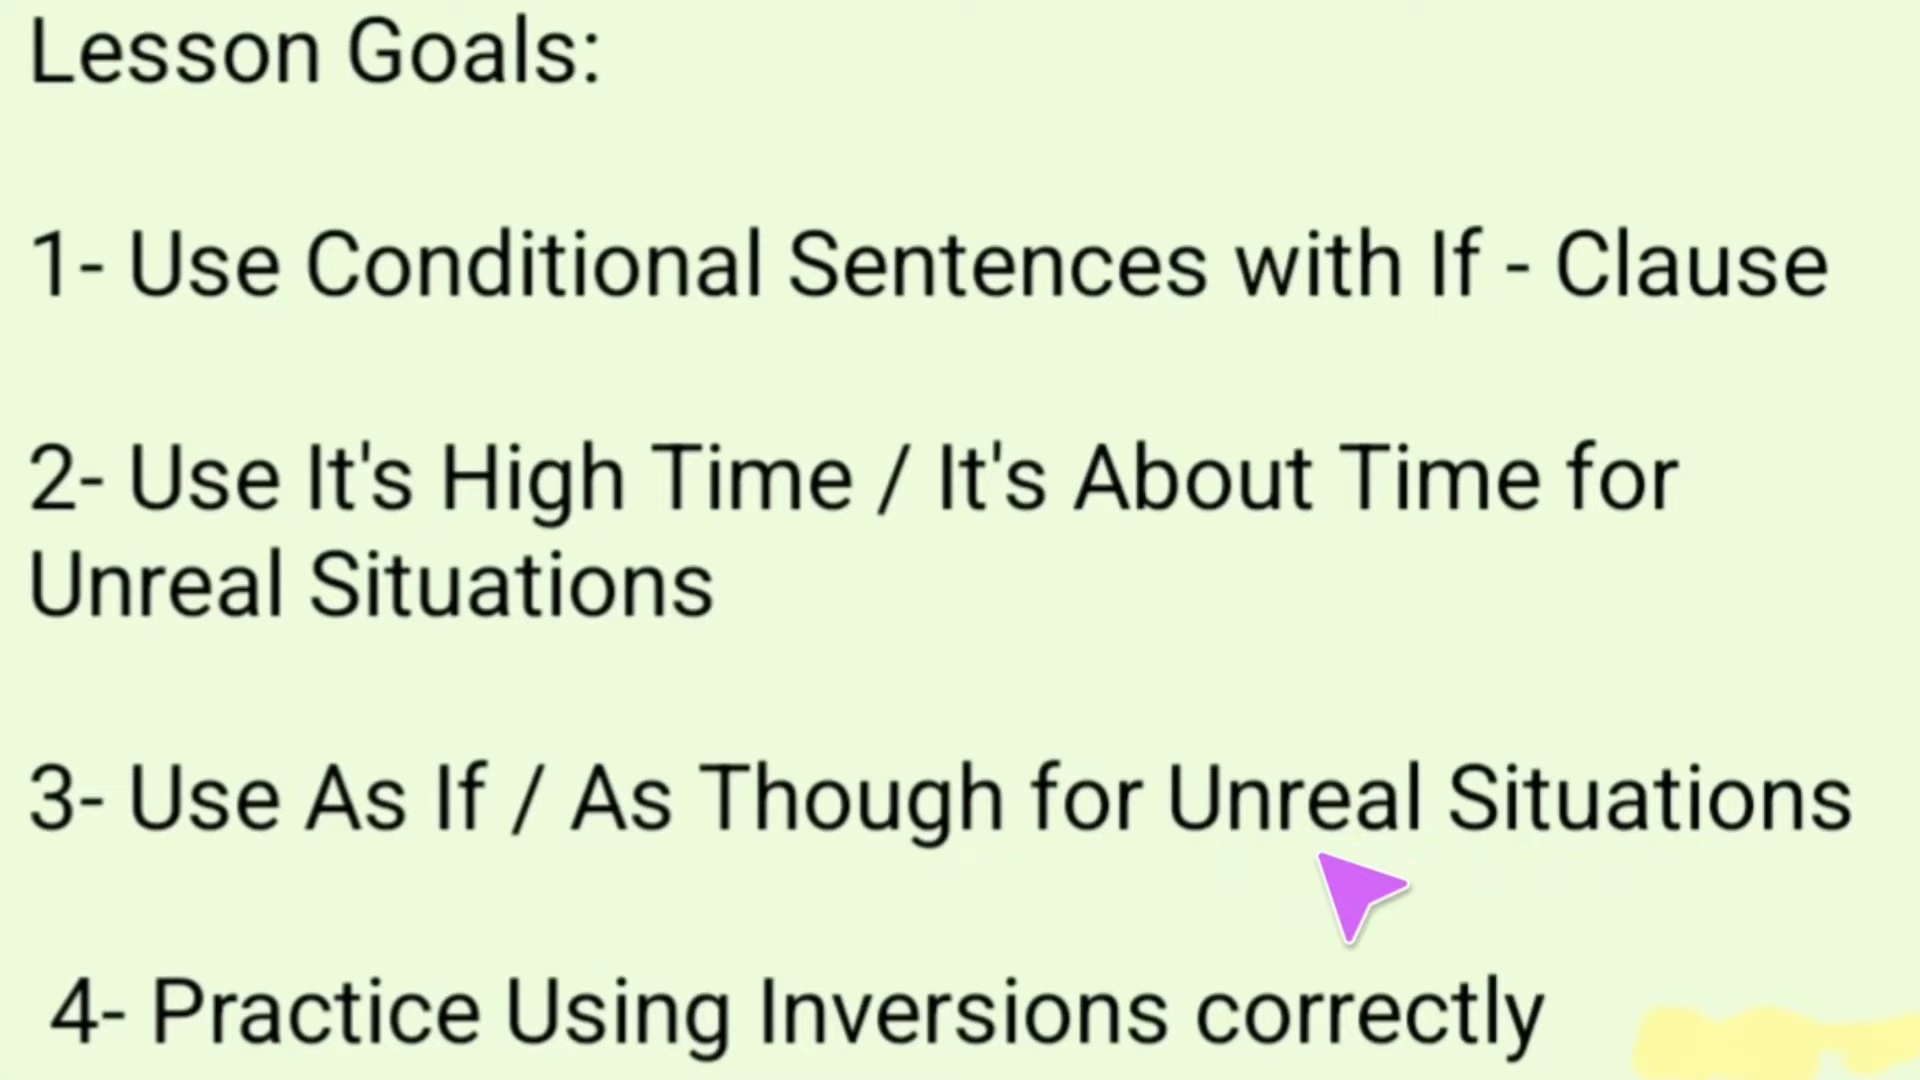 Lesson Goals:
1- Use Conditional Sentences with If - Clause
2- Use It's High Time / It's About Time for
Unreal Situations
3- Use As If / As Though for Unreal Situations
4- Practice Using Inversions correctly